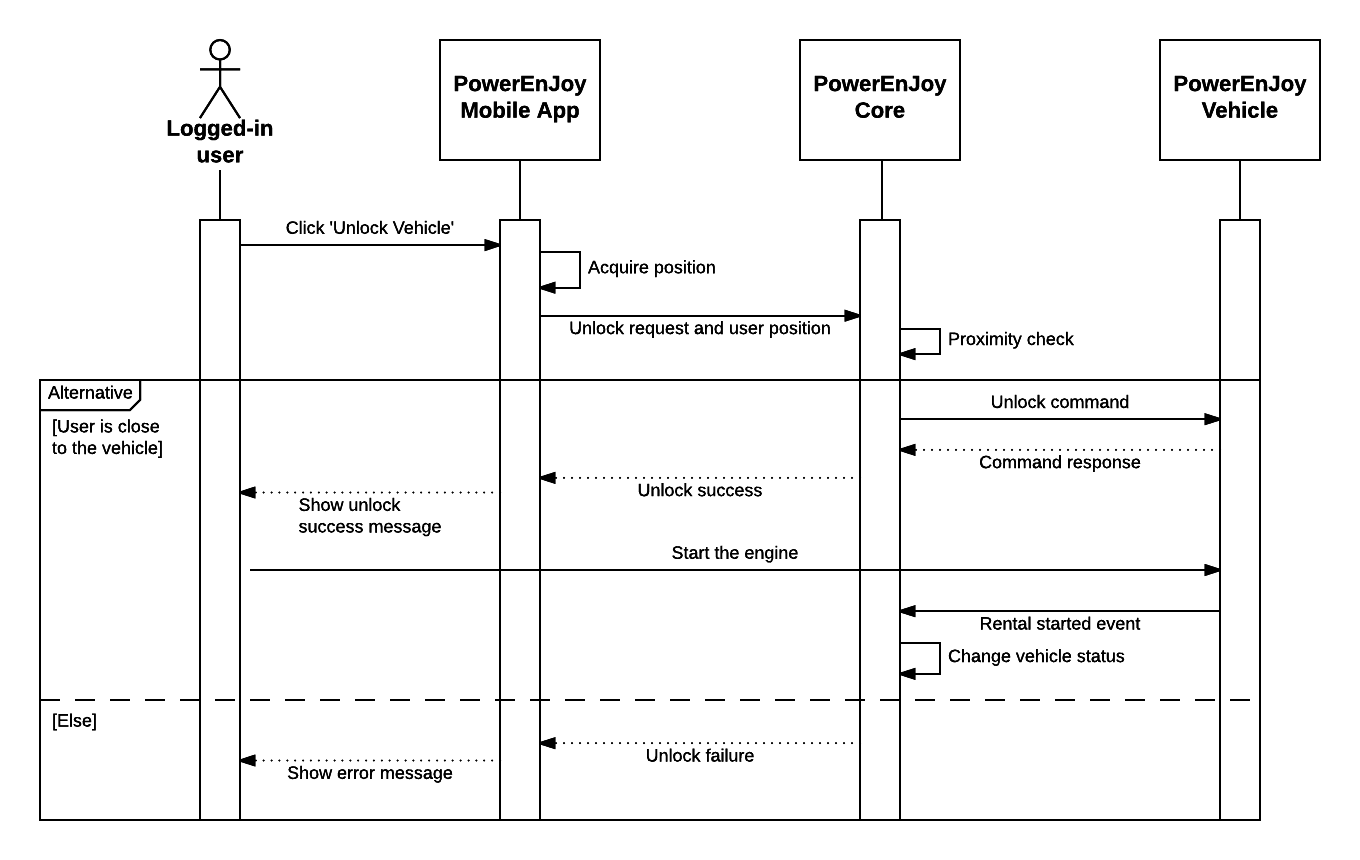 Logged-in
user
PowerEnJoy
Mobile App
PowerEnJoy
Core
PowerEnJoy
Vehicle
Click 'Unlock Vehicle'
Acquire position
Unlock request and user position
Proximity check
Alternative
[User is close
to the vehicle]
Unlock command
Command response
Unlock success
Show unlock
success message
Start the engine
Rental started event
Change vehicle status
[Else]
Unlock failure
Show error message